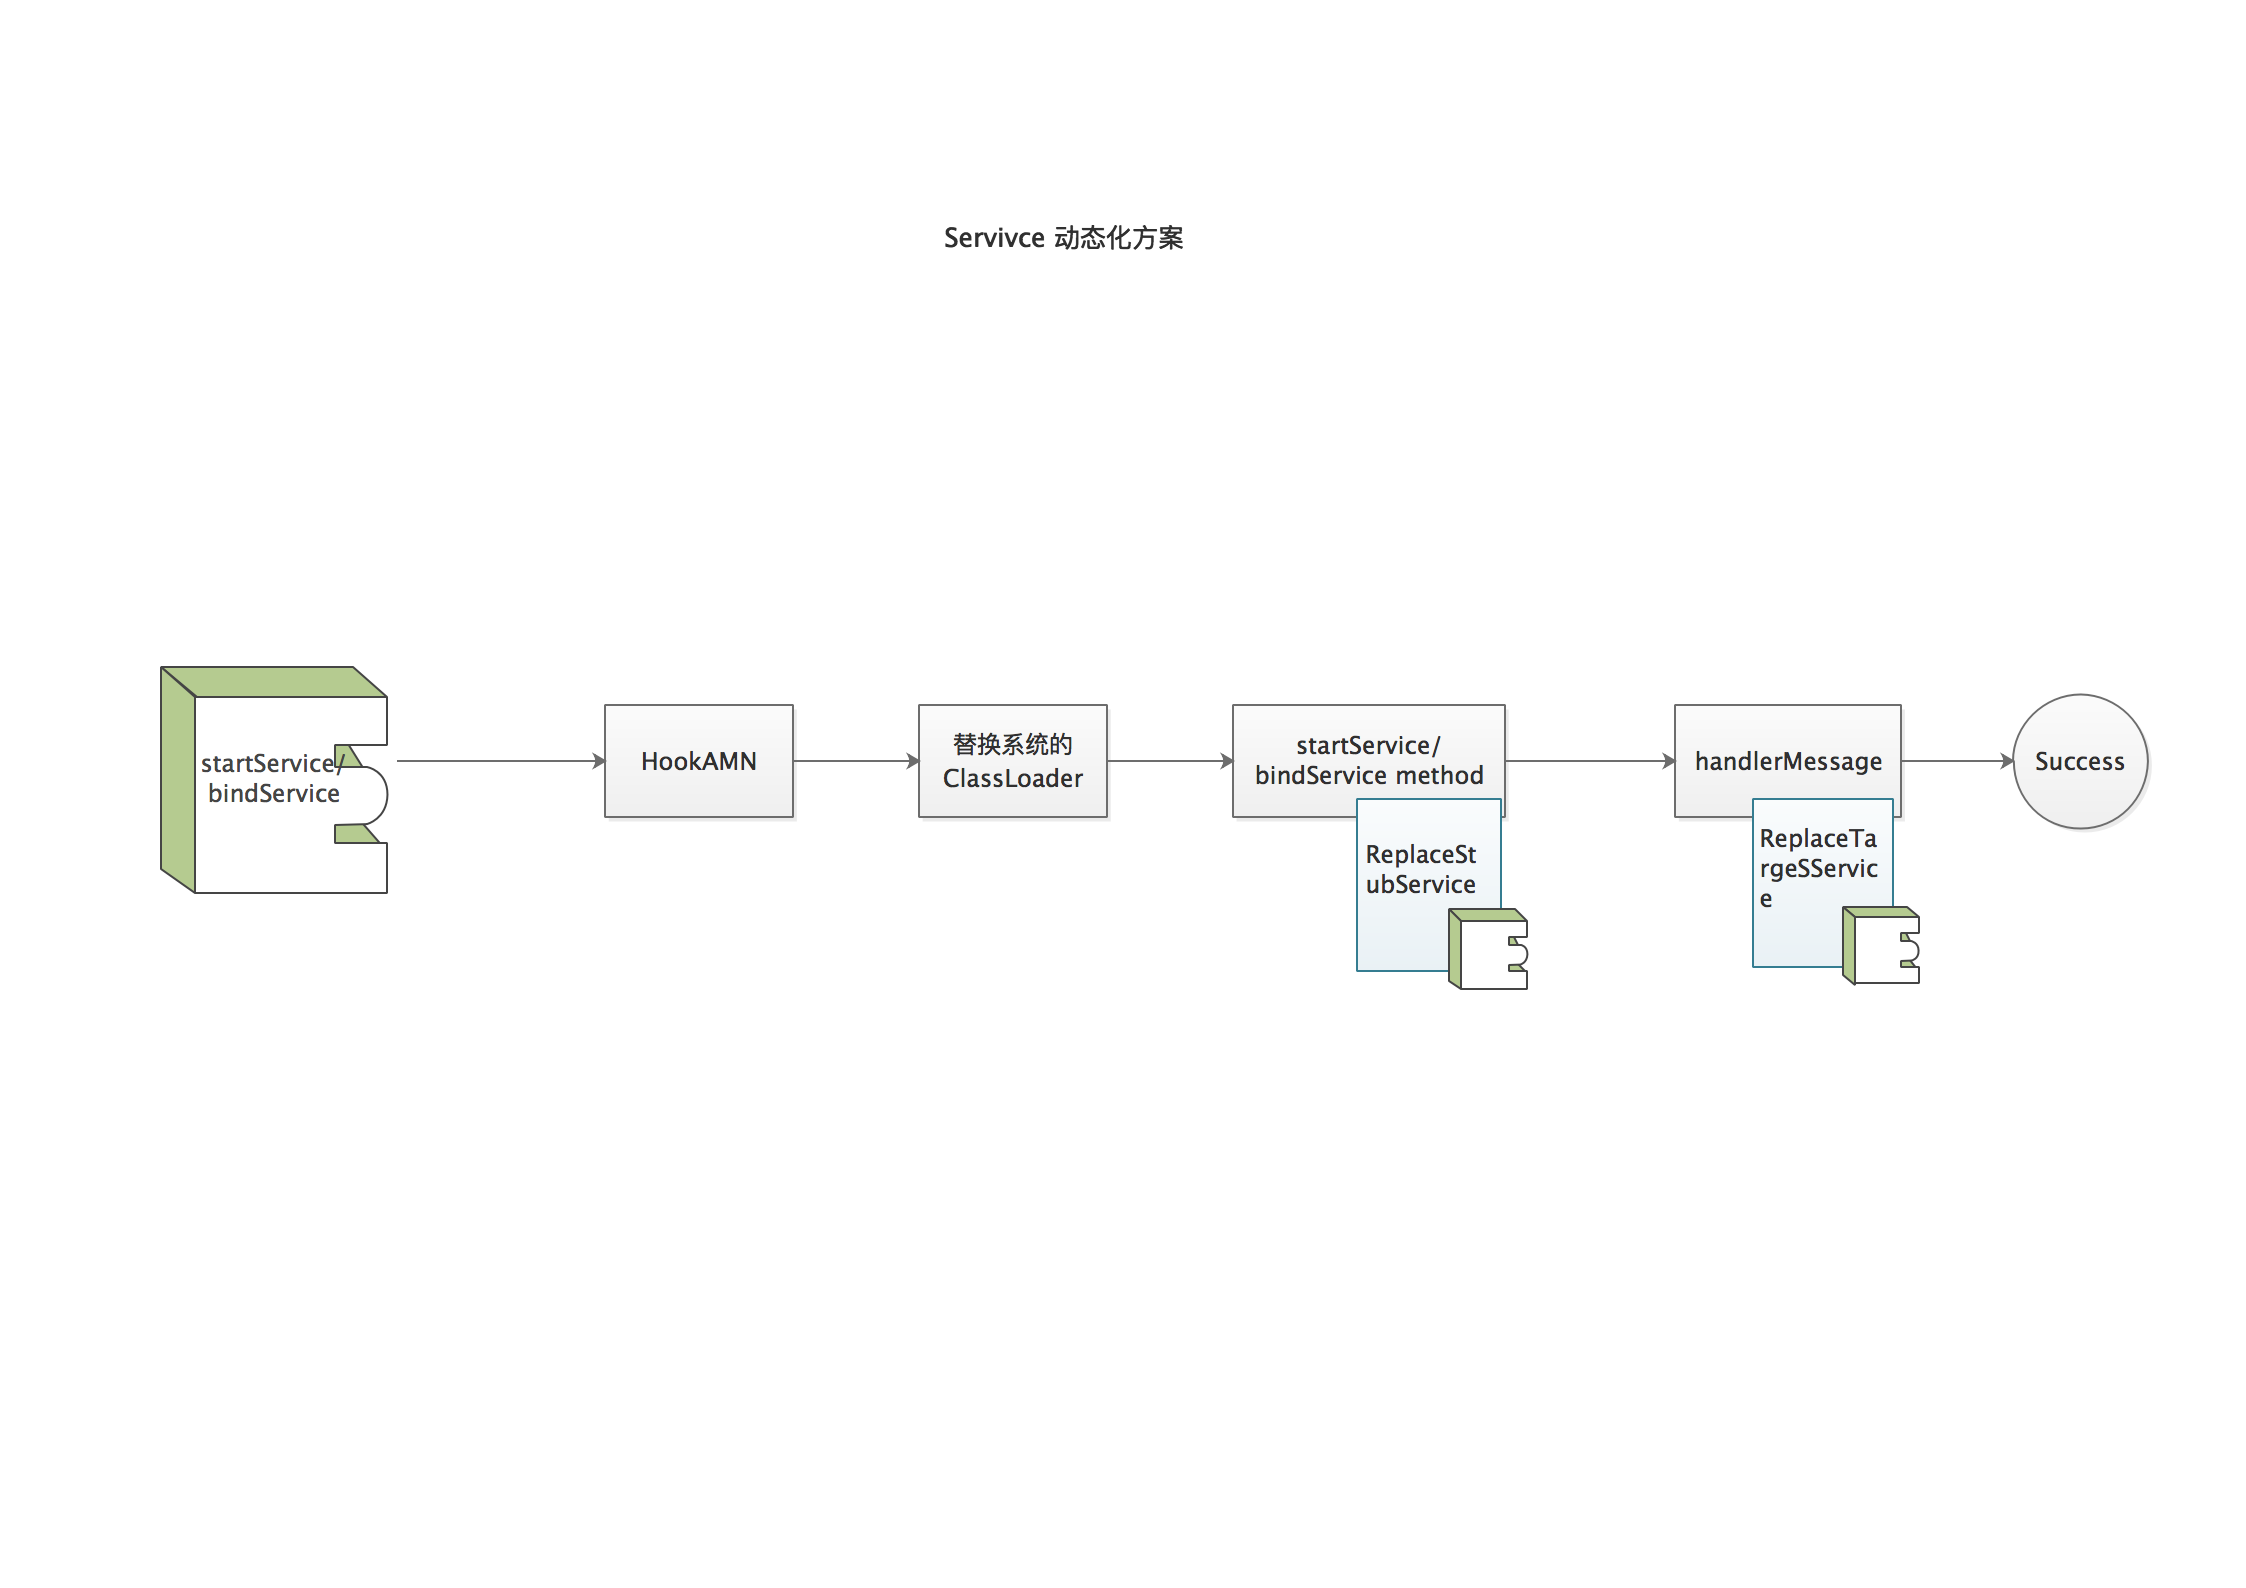 Servivce 动态化方案
startService/
bindService
HookAMN
替换系统的
ClassLoader
startService/
bindService method
ReplaceSt
ubService
handlerMessage
ReplaceTa
rgeSServic
e
Success